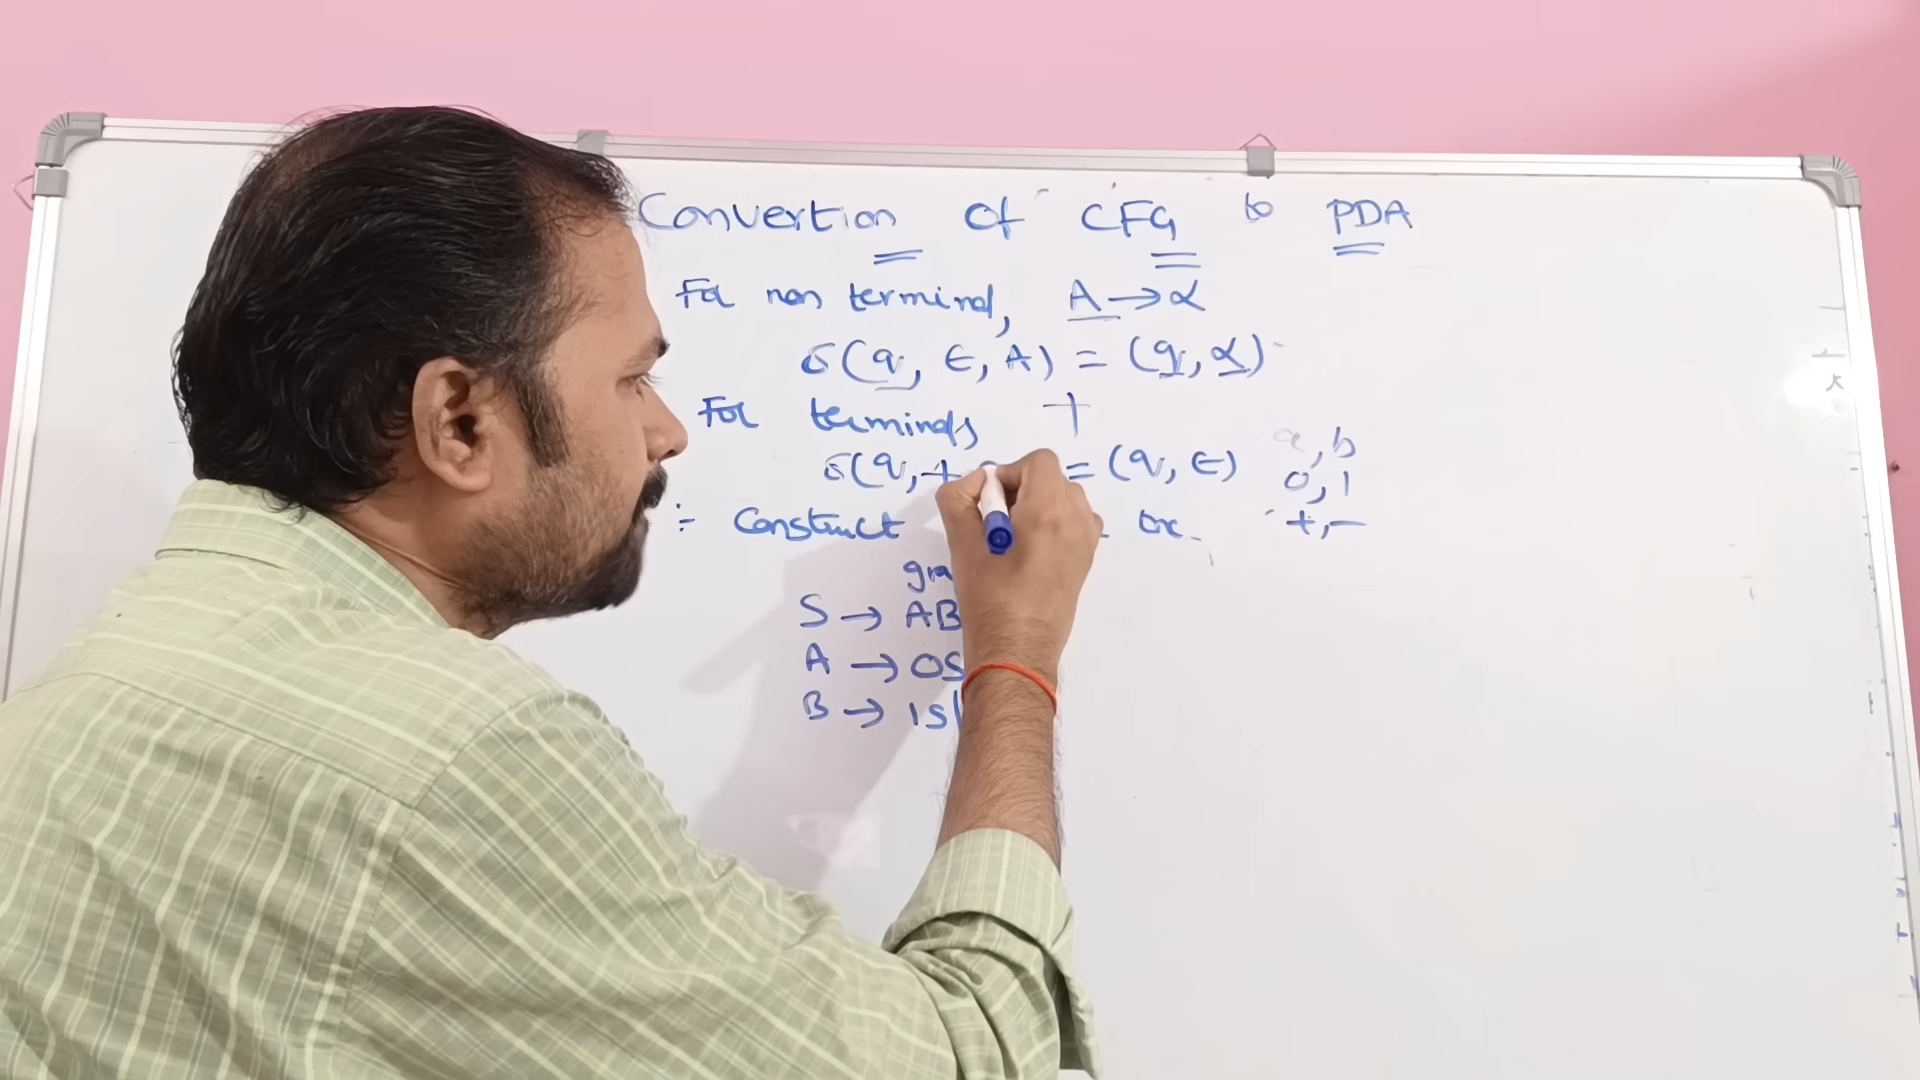 Convertion of CFG to PDA
For non terminal, A → α
δ(q, ε, A) = (q, α)
For terminals t
δ(q, t = (q, ε)
a, b
0, 1
+, -
:- Construct
S → AB
A → 0S
B → 1S|